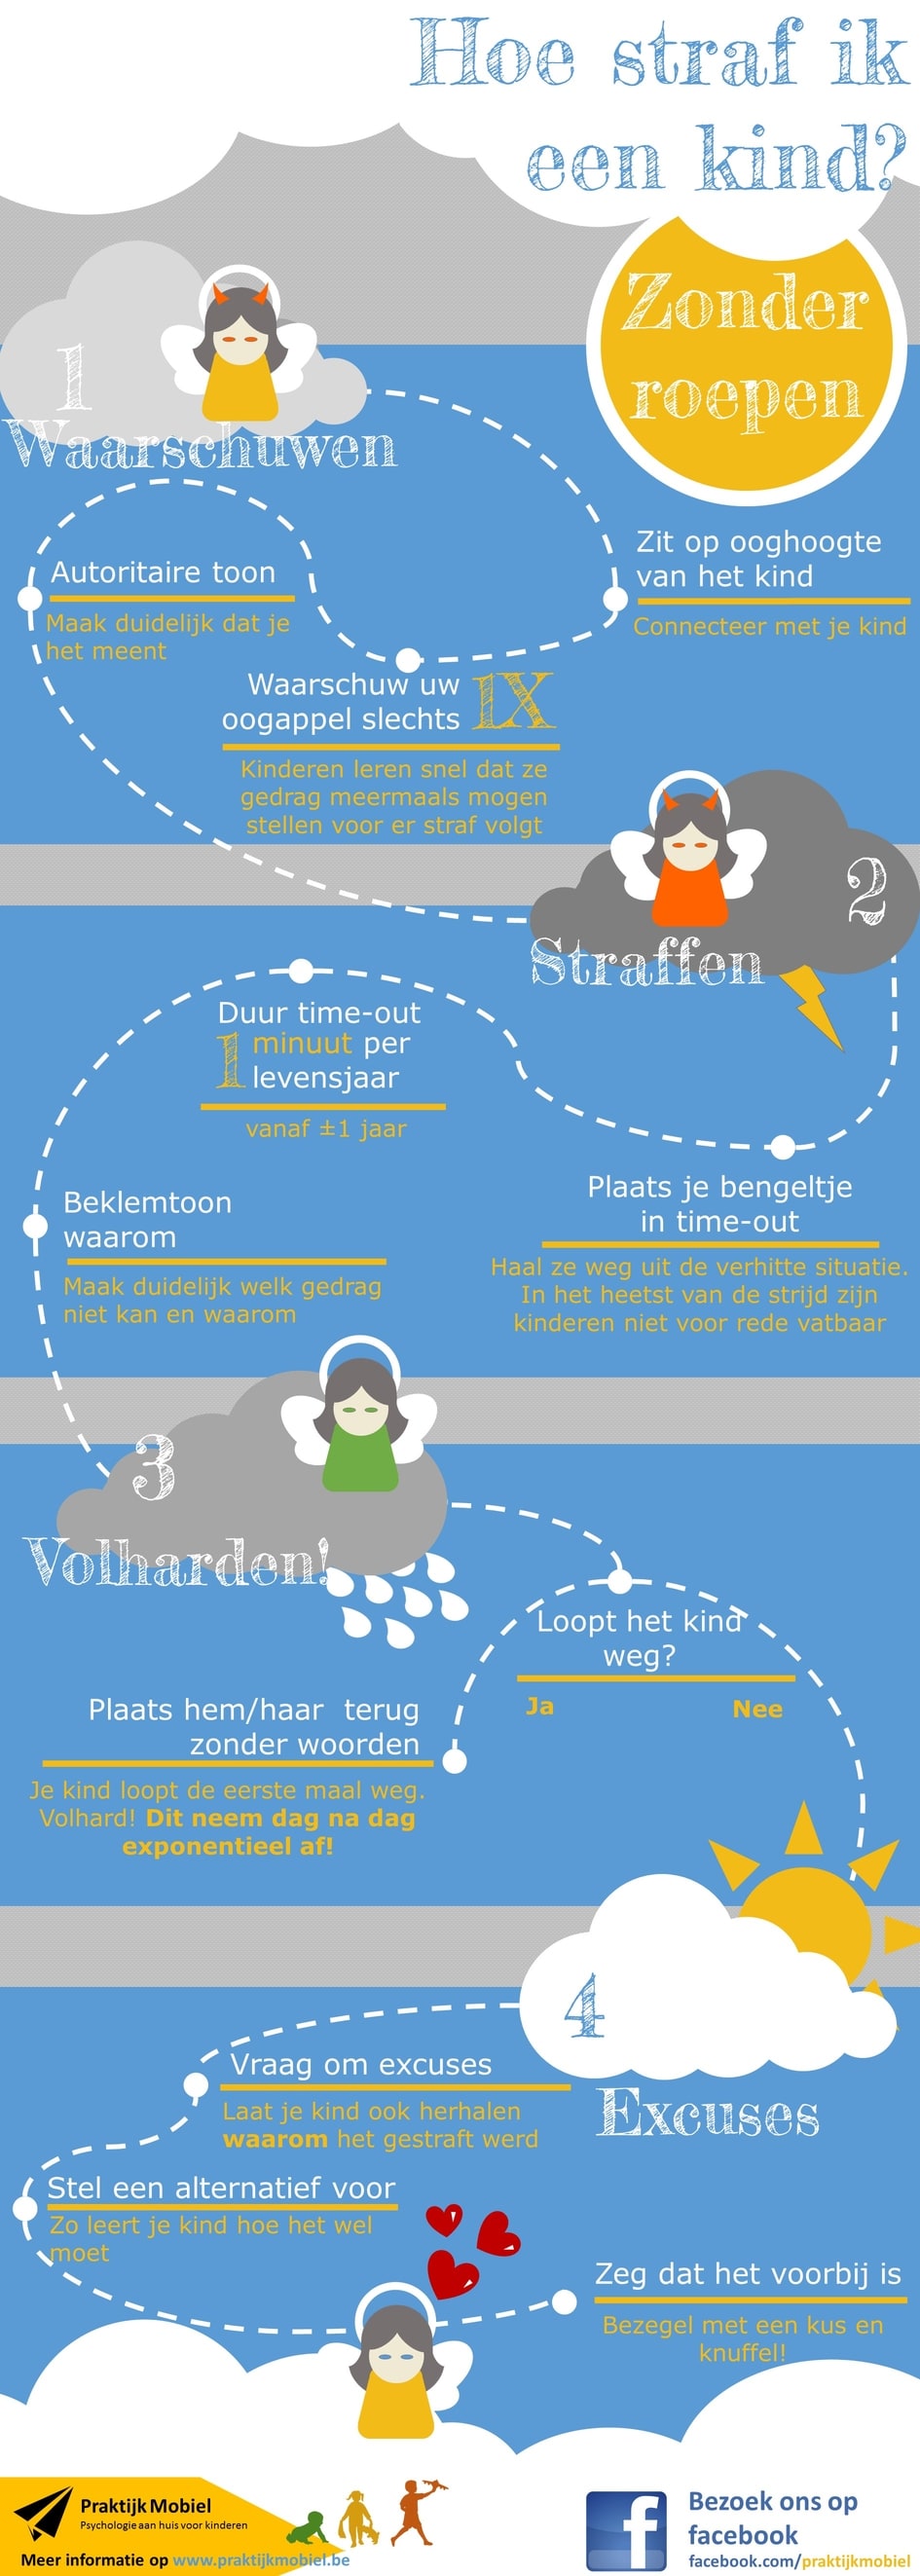 Hoe straf ik
een kind?
Zonder
roepen
1
Waarschuwen
Zit op ooghoogte
van het kind
Connecteer met je kind
Waarschuw uw
oogappel slechts 1X
Kinderen leren snel dat ze
gedrag meermaals mogen
stellen voor er straf volgt
Autoritaire toon
Maak duidelijk dat je
het meent
2
Straffen
Plaats je bengeltje
in time-out
Haal ze weg uit de verhitte situatie.
In het heetst van de strijd zijn
kinderen niet voor rede vatbaar
Duur time-out
1 minuut per
levensjaar
vanaf ±1 jaar
Beklemtoon
waarom
Maak duidelijk welk gedrag
niet kan en waarom
3
Volharden!
Loopt het kind
weg?
Ja
Nee
Plaats hem/haar terug
zonder woorden
Je kind loopt de eerste maal weg.
Volhard! Dit neem dag na dag
exponentieel af!
4
Excuses
Vraag om excuses
Laat je kind ook herhalen
waarom het gestraft werd
Stel een alternatief voor
Zo leert je kind hoe het wel
moet
Zeg dat het voorbij is
Bezegel met een kus en
knuffel!
Praktijk Mobiel
Psychologie aan huis voor kinderen
Meer informatie op www.praktijkmobiel.be
f
Bezoek ons op
facebook
facebook.com/praktijkmobiel